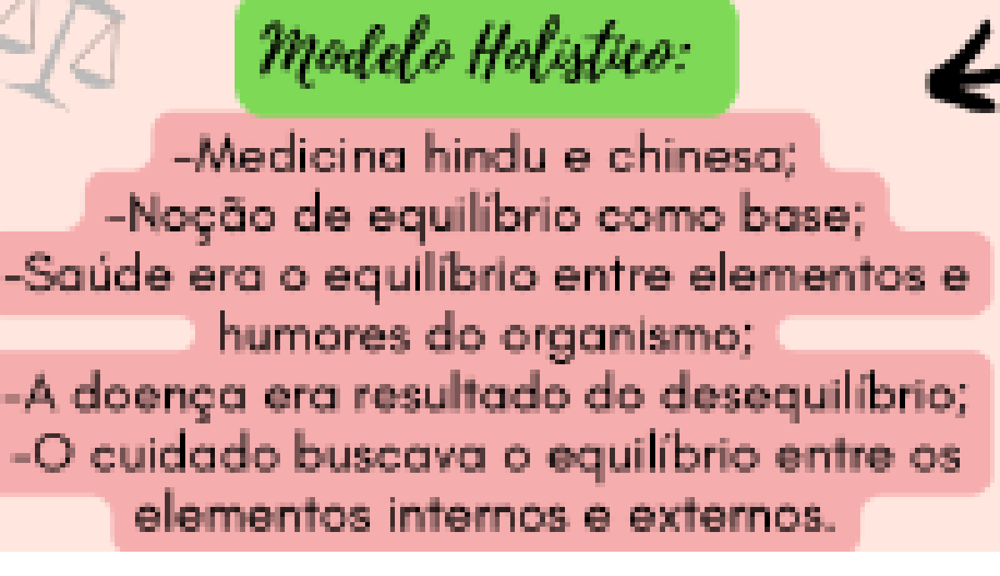 Modelo Holístico:
-Medicina hindu e chinesa;
-Noção de equilíbrio como base;
-Saúde era o equilíbrio entre elementos e
humores do organismo;
-A doença era resultado do desequilíbrio;
-O cuidado buscava o equilíbrio entre os
elementos internos e externos.